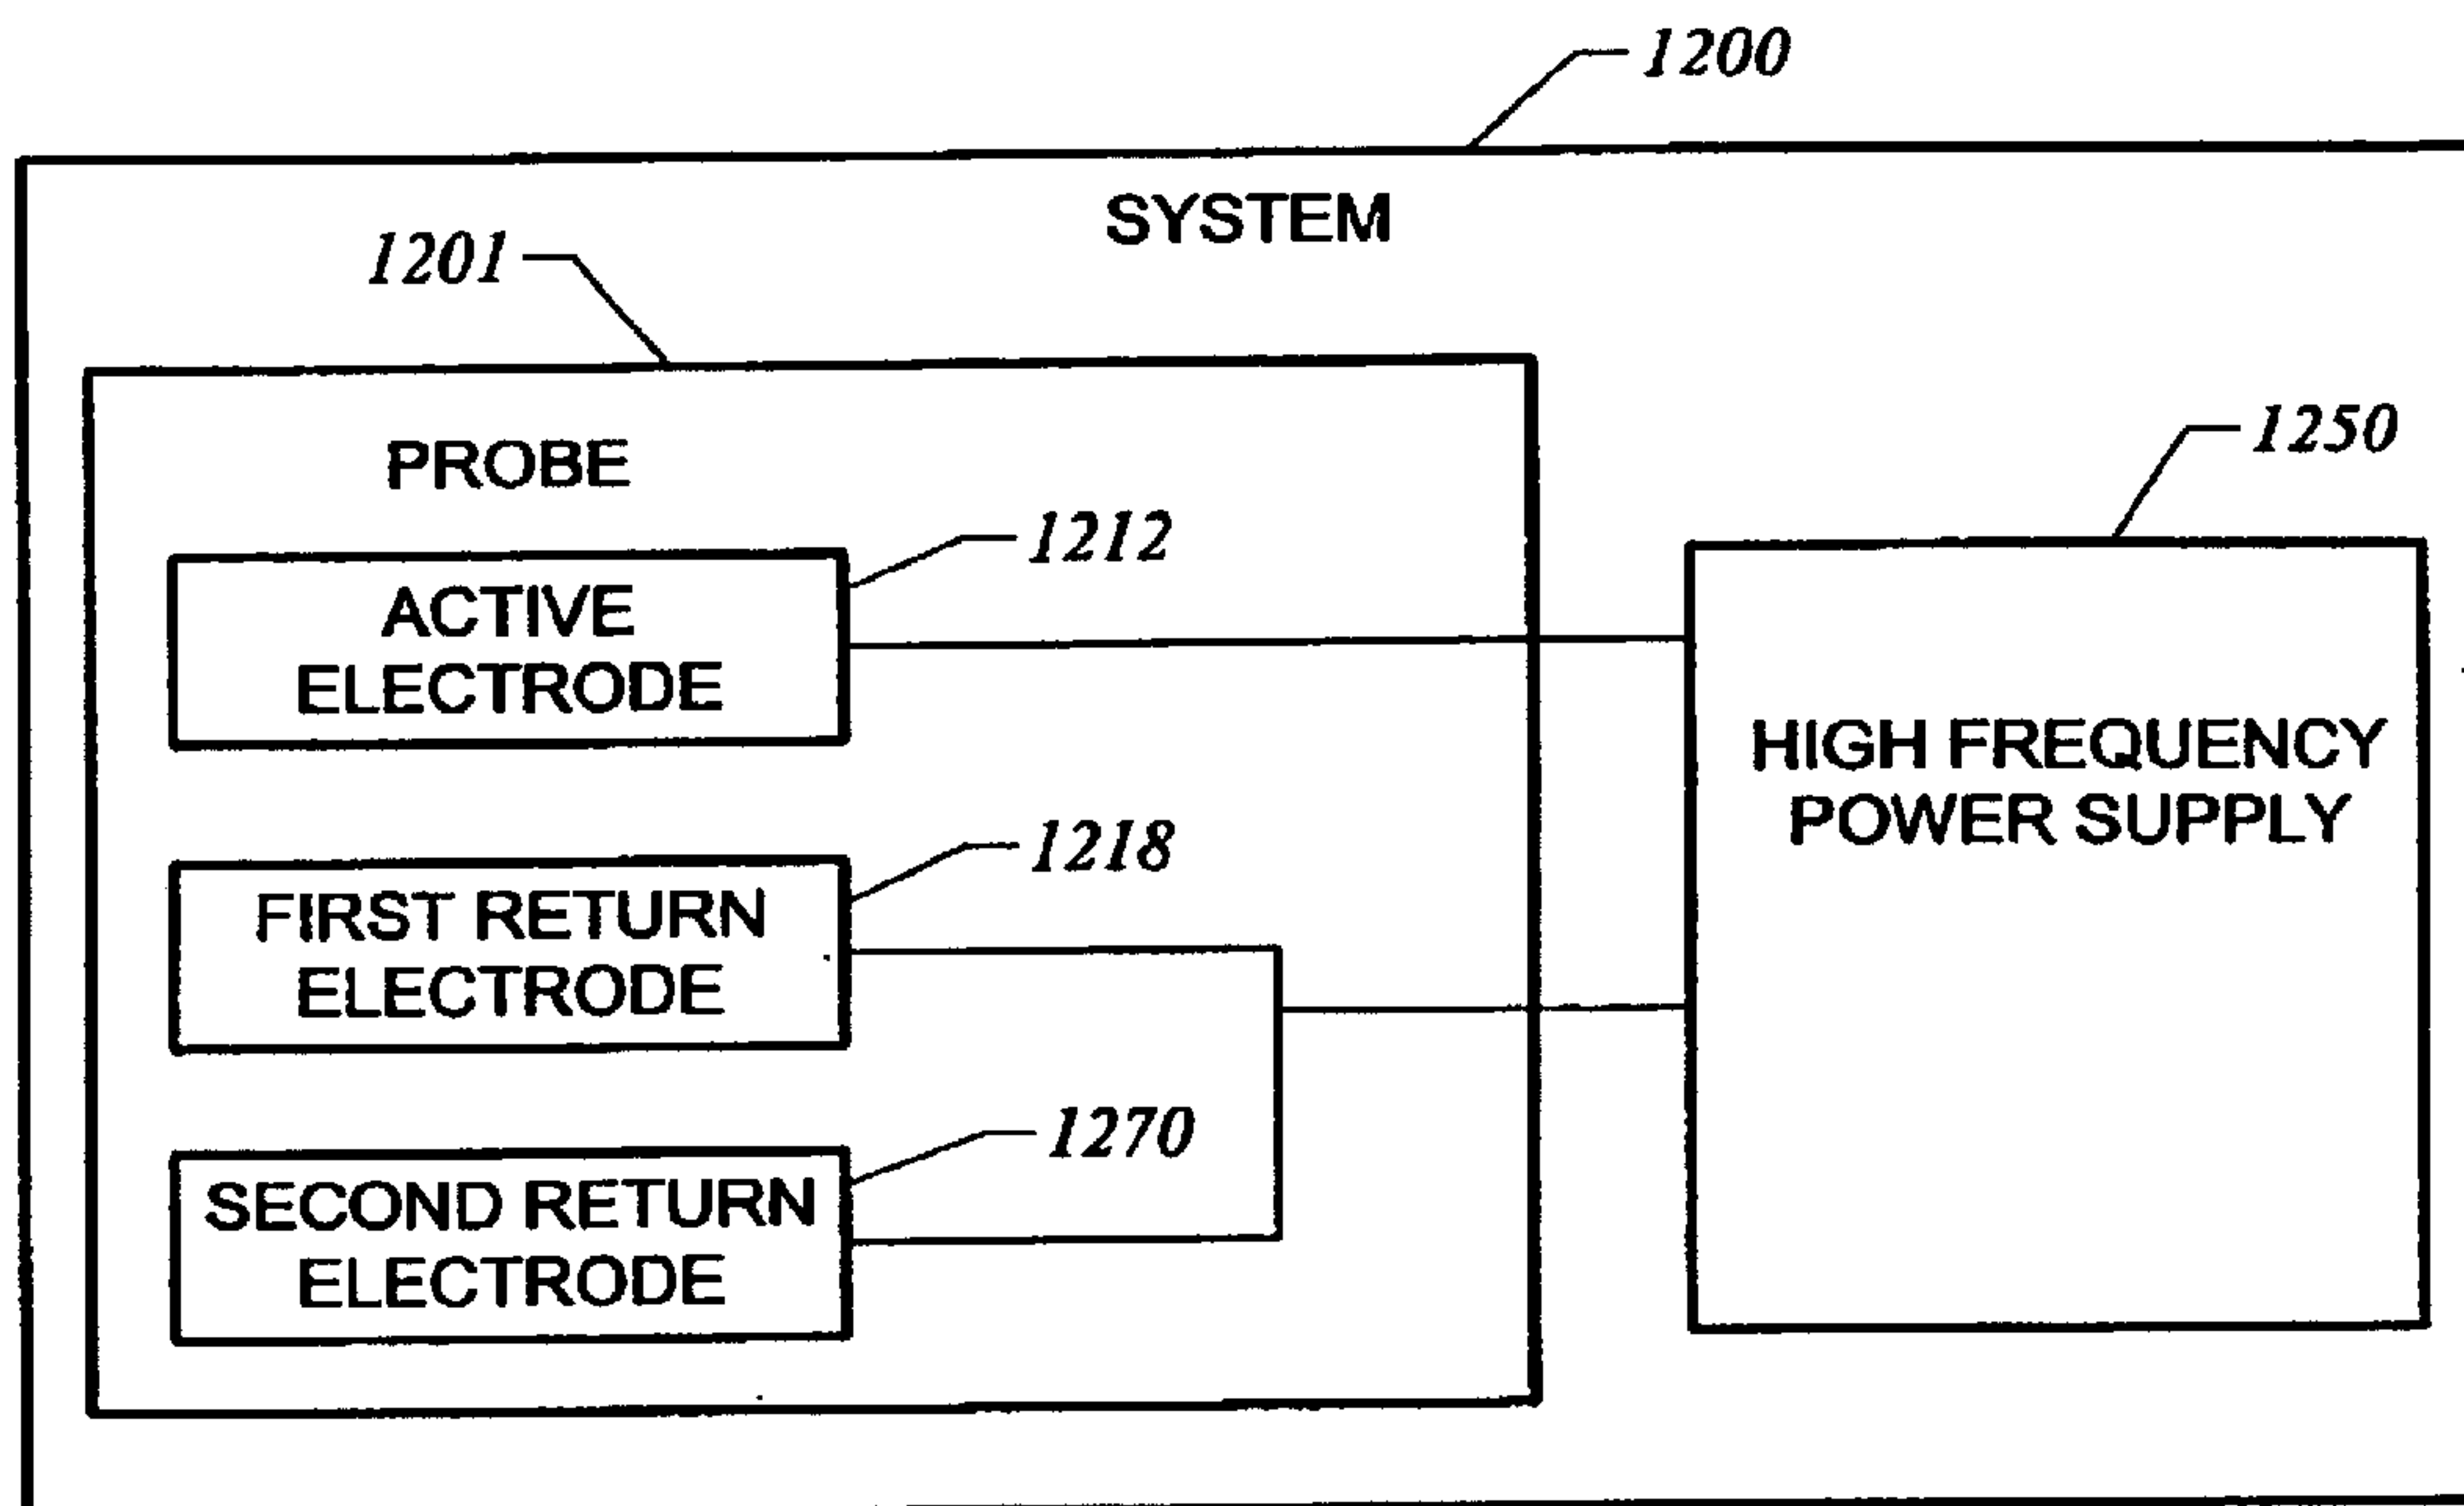 1200
SYSTEM
1201
PROBE
1250
1212
ACTIVE
ELECTRODE
HIGH FREQUENCY
POWER SUPPLY
1218
FIRST RETURN
ELECTRODE
1270
SECOND RETURN
ELECTRODE